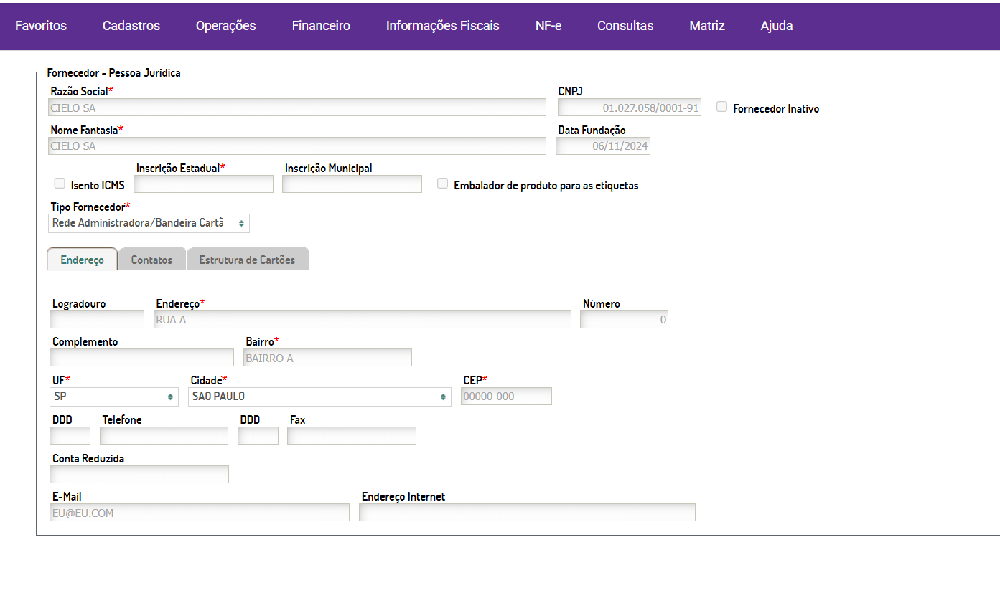 Favoritos Cadastros Operações Financeiro Informações Fiscais NF-e Consultas Matriz Ajuda
Fornecedor - Pessoa Jurídica
Razão Social* CNPJ
CIELO SA 01.027.058/0001-91 Fornecedor Inativo
Nome Fantasia* Data Fundação
CIELO SA 06/11/2024
Inscrição Estadual* Inscrição Municipal
Isento ICMS Embalador de produto para as etiquetas
Tipo Fornecedor*
Rede Administradora/Bandeira Cartã
Endereço Contatos Estrutura de Cartões
Logradouro Endereço* Número
RUA A 0
Complemento Bairro*
BAIRRO A
UF* Cidade* CEP*
SP SAO PAULO 00000-000
DDD Telefone DDD Fax
Conta Reduzida
E-Mail Endereço Internet
EU@EU.COM